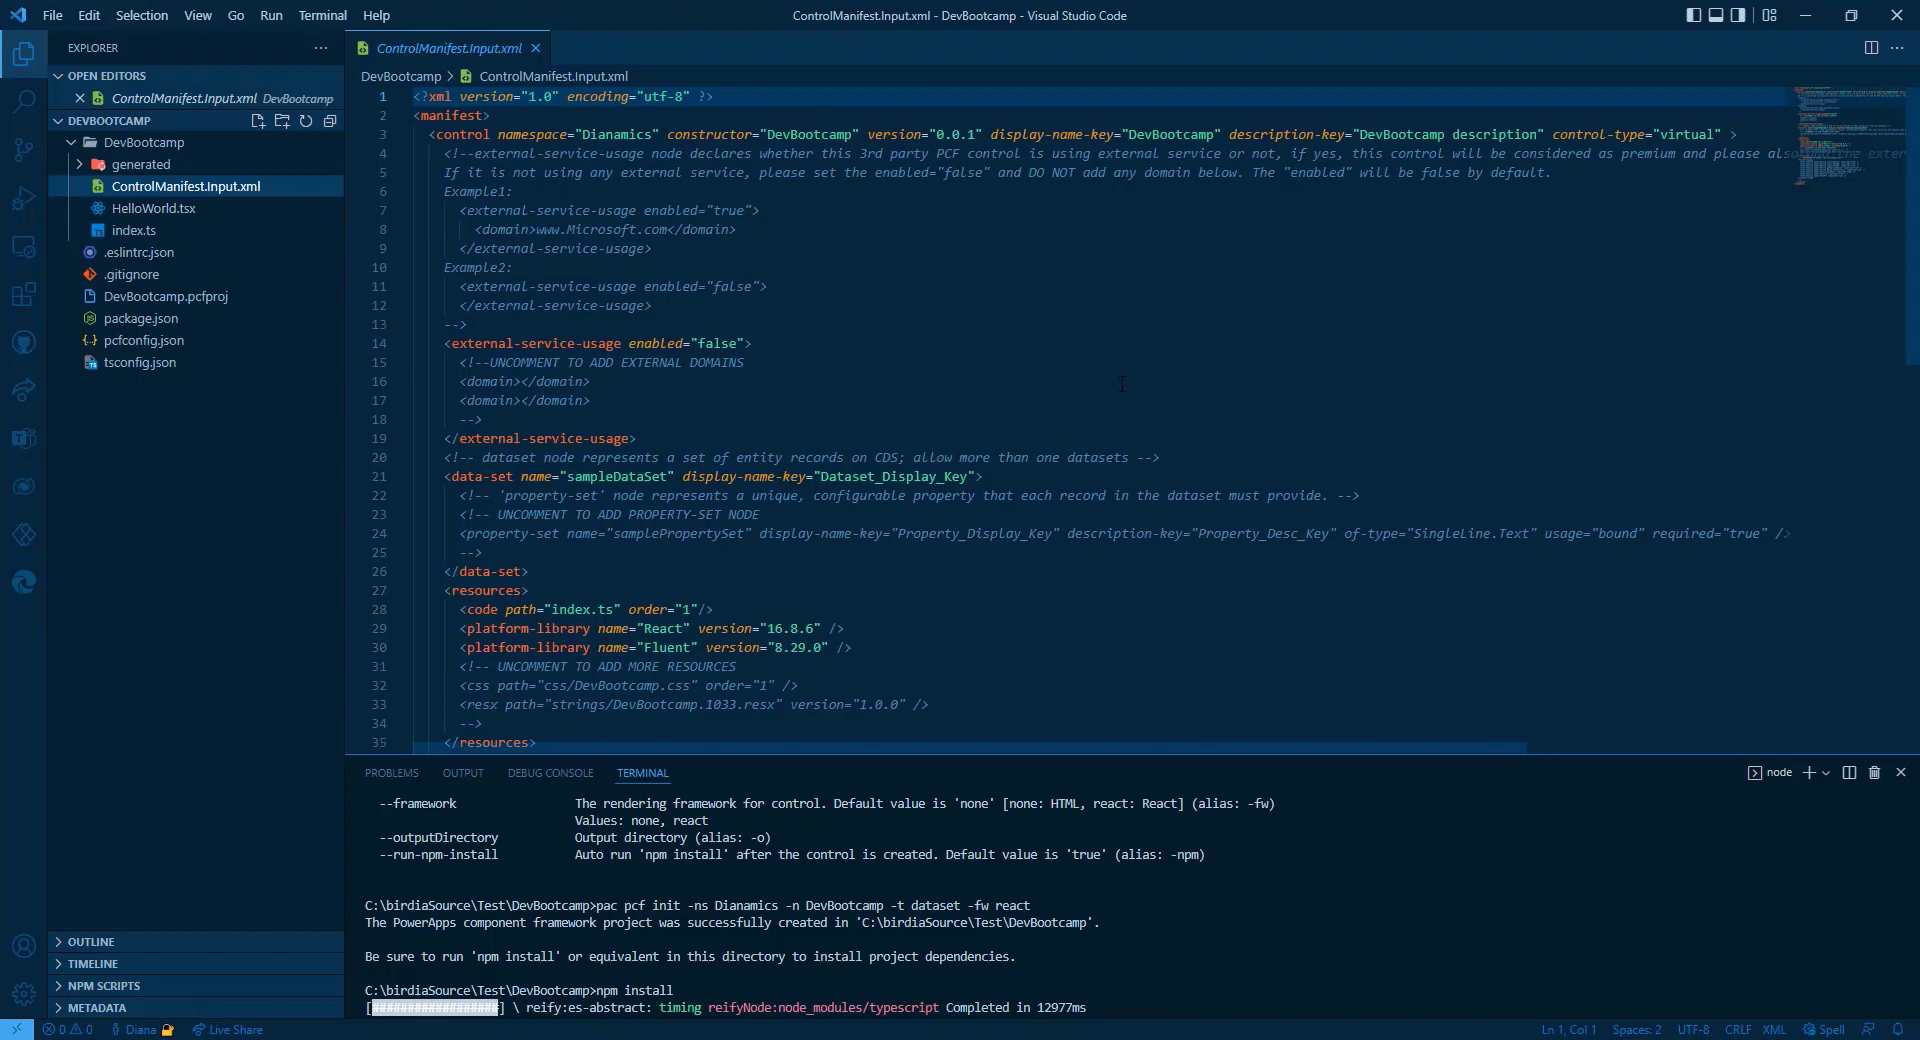 File Edit Selection View Go Run Terminal Help
ControlManifest.Input.xml - DevBootcamp - Visual Studio Code
EXPLORER
OPEN EDITORS
ControlManifest.Input.xml DevBootcamp
DEVBOOTCAMP
DevBootcamp
generated
ControlManifest.Input.xml
HelloWorld.tsx
index.ts
.eslintrc.json
.gitignore
DevBootcamp.pcfproj
package.json
pcfconfig.json
tsconfig.json
OUTLINE
TIMELINE
NPM SCRIPTS
METADATA
ControlManifest.Input.xml
DevBootcamp > ControlManifest.Input.xml
1 <?xml version="1.0" encoding="utf-8" ?>
2 <manifest>
3 <control namespace="Dianamics" constructor="DevBootcamp" version="0.0.1" display-name-key="DevBootcamp" description-key="DevBootcamp description" control-type="virtual" >
4 <!--external-service-usage node declares whether this 3rd party PCF control is using external service or not, if yes, this control will be considered as premium and please also
5 If it is not using any external service, please set the enabled="false" and DO NOT add any domain below. The "enabled" will be false by default.
6 Example1:
7 <external-service-usage enabled="true">
8 <domain>www.Microsoft.com</domain>
9 </external-service-usage>
10 Example2:
11 <external-service-usage enabled="false">
12 </external-service-usage>
13 -->
14 <external-service-usage enabled="false">
15 <!--UNCOMMENT TO ADD EXTERNAL DOMAINS
16 <domain></domain>
17 <domain></domain>
18 -->
19 </external-service-usage>
20 <!-- dataset node represents a set of entity records on CDS; allow more than one datasets -->
21 <data-set name="sampleDataSet" display-name-key="Dataset_Display_Key">
22 <!-- 'property-set' node represents a unique, configurable property that each record in the dataset must provide. -->
23 <!-- UNCOMMENT TO ADD PROPERTY-SET NODE
24 <property-set name="samplePropertySet" display-name-key="Property_Display_Key" description-key="Property_Desc_Key" of-type="SingleLine.Text" usage="bound" required="true" />
25 -->
26 </data-set>
27 <resources>
28 <code path="index.ts" order="1"/>
29 <platform-library name="React" version="16.8.6" />
30 <platform-library name="Fluent" version="8.29.0" />
31 <!-- UNCOMMENT TO ADD MORE RESOURCES
32 <css path="css/DevBootcamp.css" order="1" />
33 <resx path="strings/DevBootcamp.1033.resx" version="1.0.0" />
34 -->
35 </resources>
PROBLEMS OUTPUT DEBUG CONSOLE TERMINAL
node
--framework The rendering framework for control. Default value is 'none' [none: HTML, react: React] (alias: -fw)
Values: none, react
--outputDirectory Output directory (alias: -o)
--run-npm-install Auto run 'npm install' after the control is created. Default value is 'true' (alias: -npm)
C:\birdiaSource\Test\DevBootcamp>pac pcf init -ns Dianamics -n DevBootcamp -t dataset -fw react
The PowerApps component framework project was successfully created in 'C:\birdiaSource\Test\DevBootcamp'.
Be sure to run 'npm install' or equivalent in this directory to install project dependencies.
C:\birdiaSource\Test\DevBootcamp>npm install
[##################] \ reify:es-abstract: timing reifyNode:node_modules/typescript Completed in 12977ms
0 0 Diana Live Share
Ln 1, Col 1 Spaces: 2 UTF-8 CRLF XML Spell